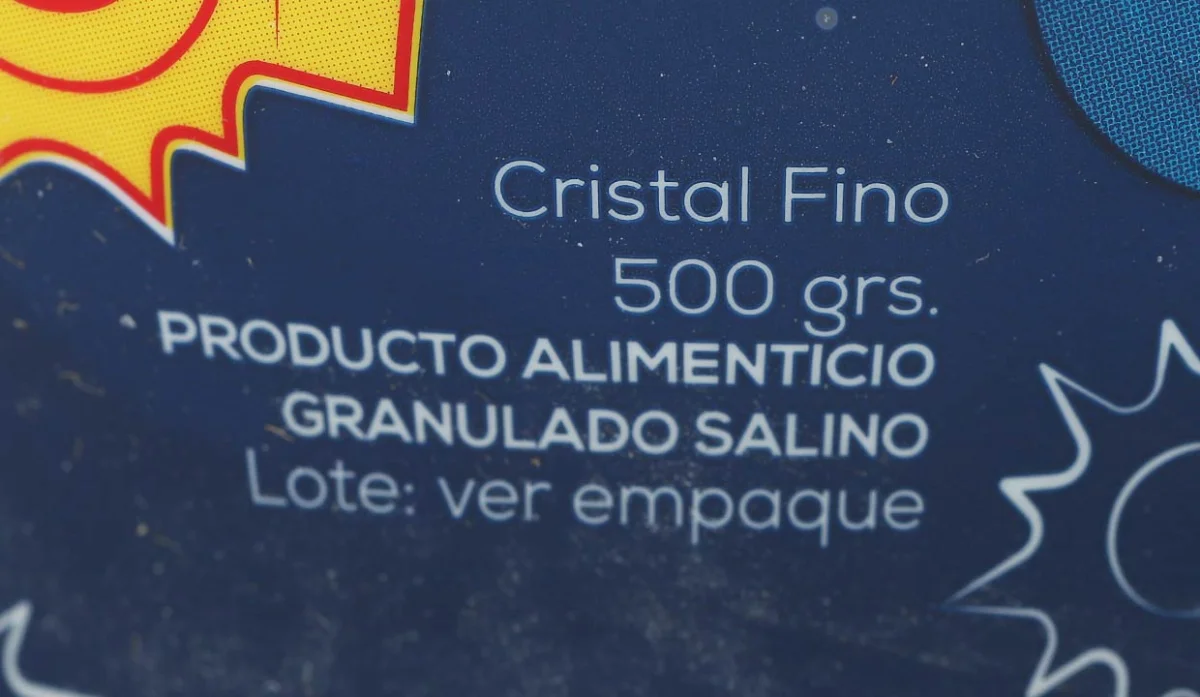 Cristal Fino
500 grs.
PRODUCTO ALIMENTICIO
GRANULADO SALINO
Lote: ver empaque